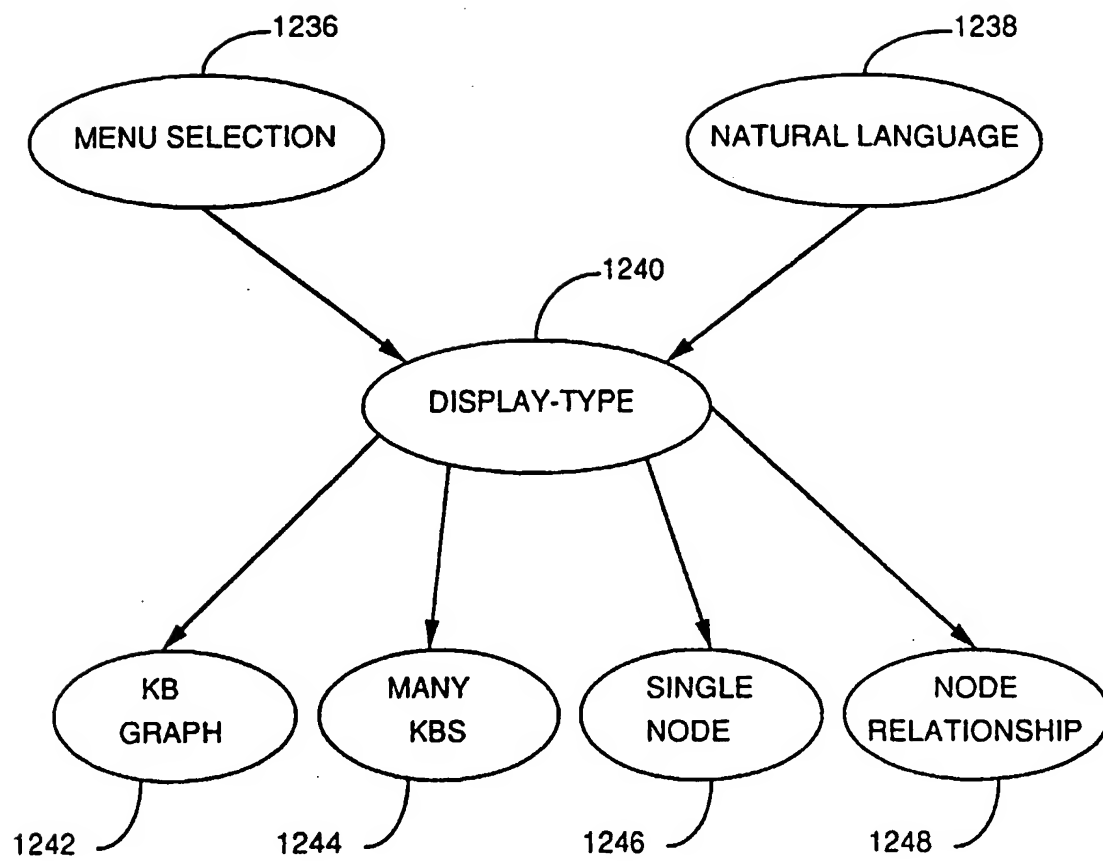 1236
1238
MENU SELECTION
NATURAL LANGUAGE
1240
DISPLAY-TYPE
KB
GRAPH
MANY
KBS
SINGLE
NODE
NODE
RELATIONSHIP
1242
1244
1246
1248